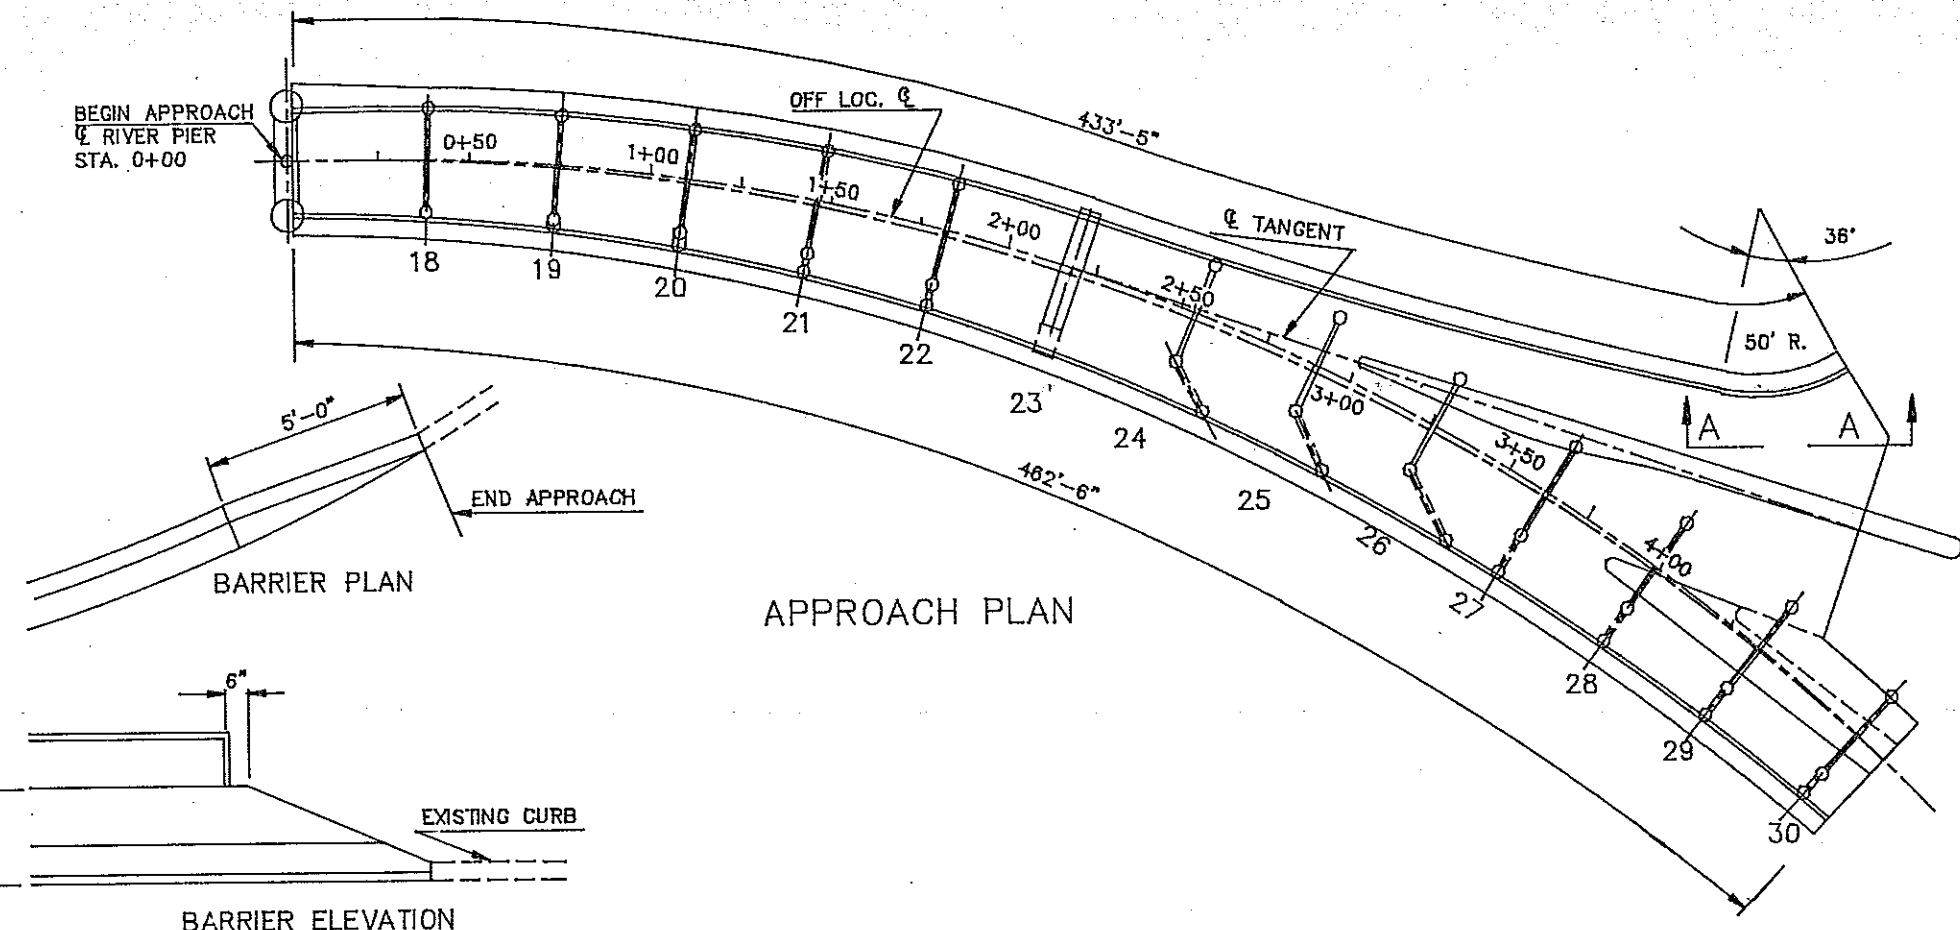 433'-5"
BEGIN APPROACH
℄ RIVER PIER
STA. 0+00
OFF LOC. ℄
0+50
1+00
1+50
2+00
2+50
3+00
3+50
4+00
℄ TANGENT
36°
50' R.
A A
18
19
20
21
22
23
24
25
26
27
28
29
30
462'-6"
5'-0"
END APPROACH
BARRIER PLAN
APPROACH PLAN
6"
EXISTING CURB
BARRIER ELEVATION